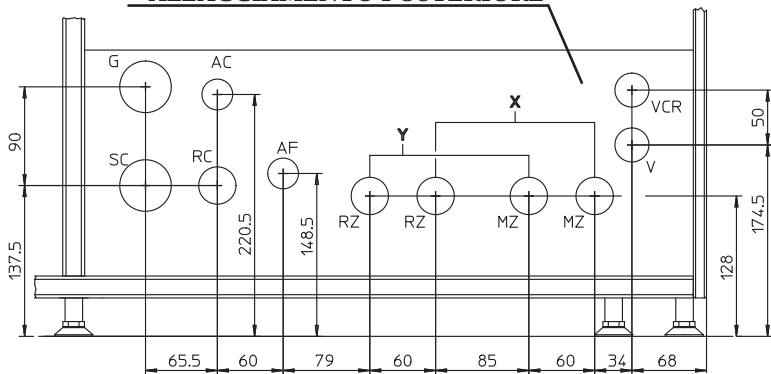 ALLACCIAMENTO POSTERIORE
G
AC
X
VCR
50
90
Y
SC
RC
AF
V
RZ
RZ
MZ
MZ
137.5
220.5
148.5
128
174.5
65.5
60
79
60
85
60
34
68